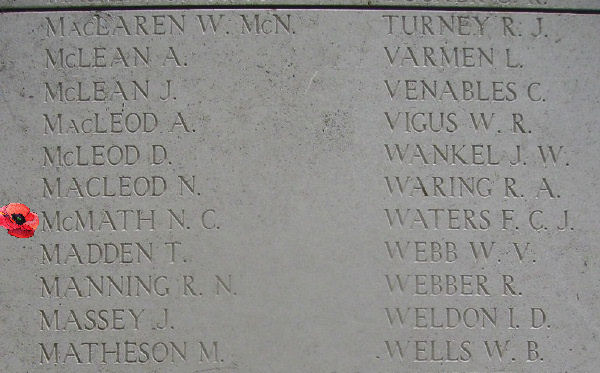 MacLAREN W. McN.
McLEAN A.
McLEAN J.
MacLEOD A.
McLEOD D.
MACLEOD N.
McMATH N. C.
MADDEN T.
MANNING R. N.
MASSEY J.
MATHESON M.
TURNEY R. J.
VARMEN L.
VENABLES C.
VIGUS W. R.
WANKEL J. W.
WARING R. A.
WATERS F. C. J.
WEBB W. V.
WEBBER R.
WELDON I. D.
WELLS W. B.